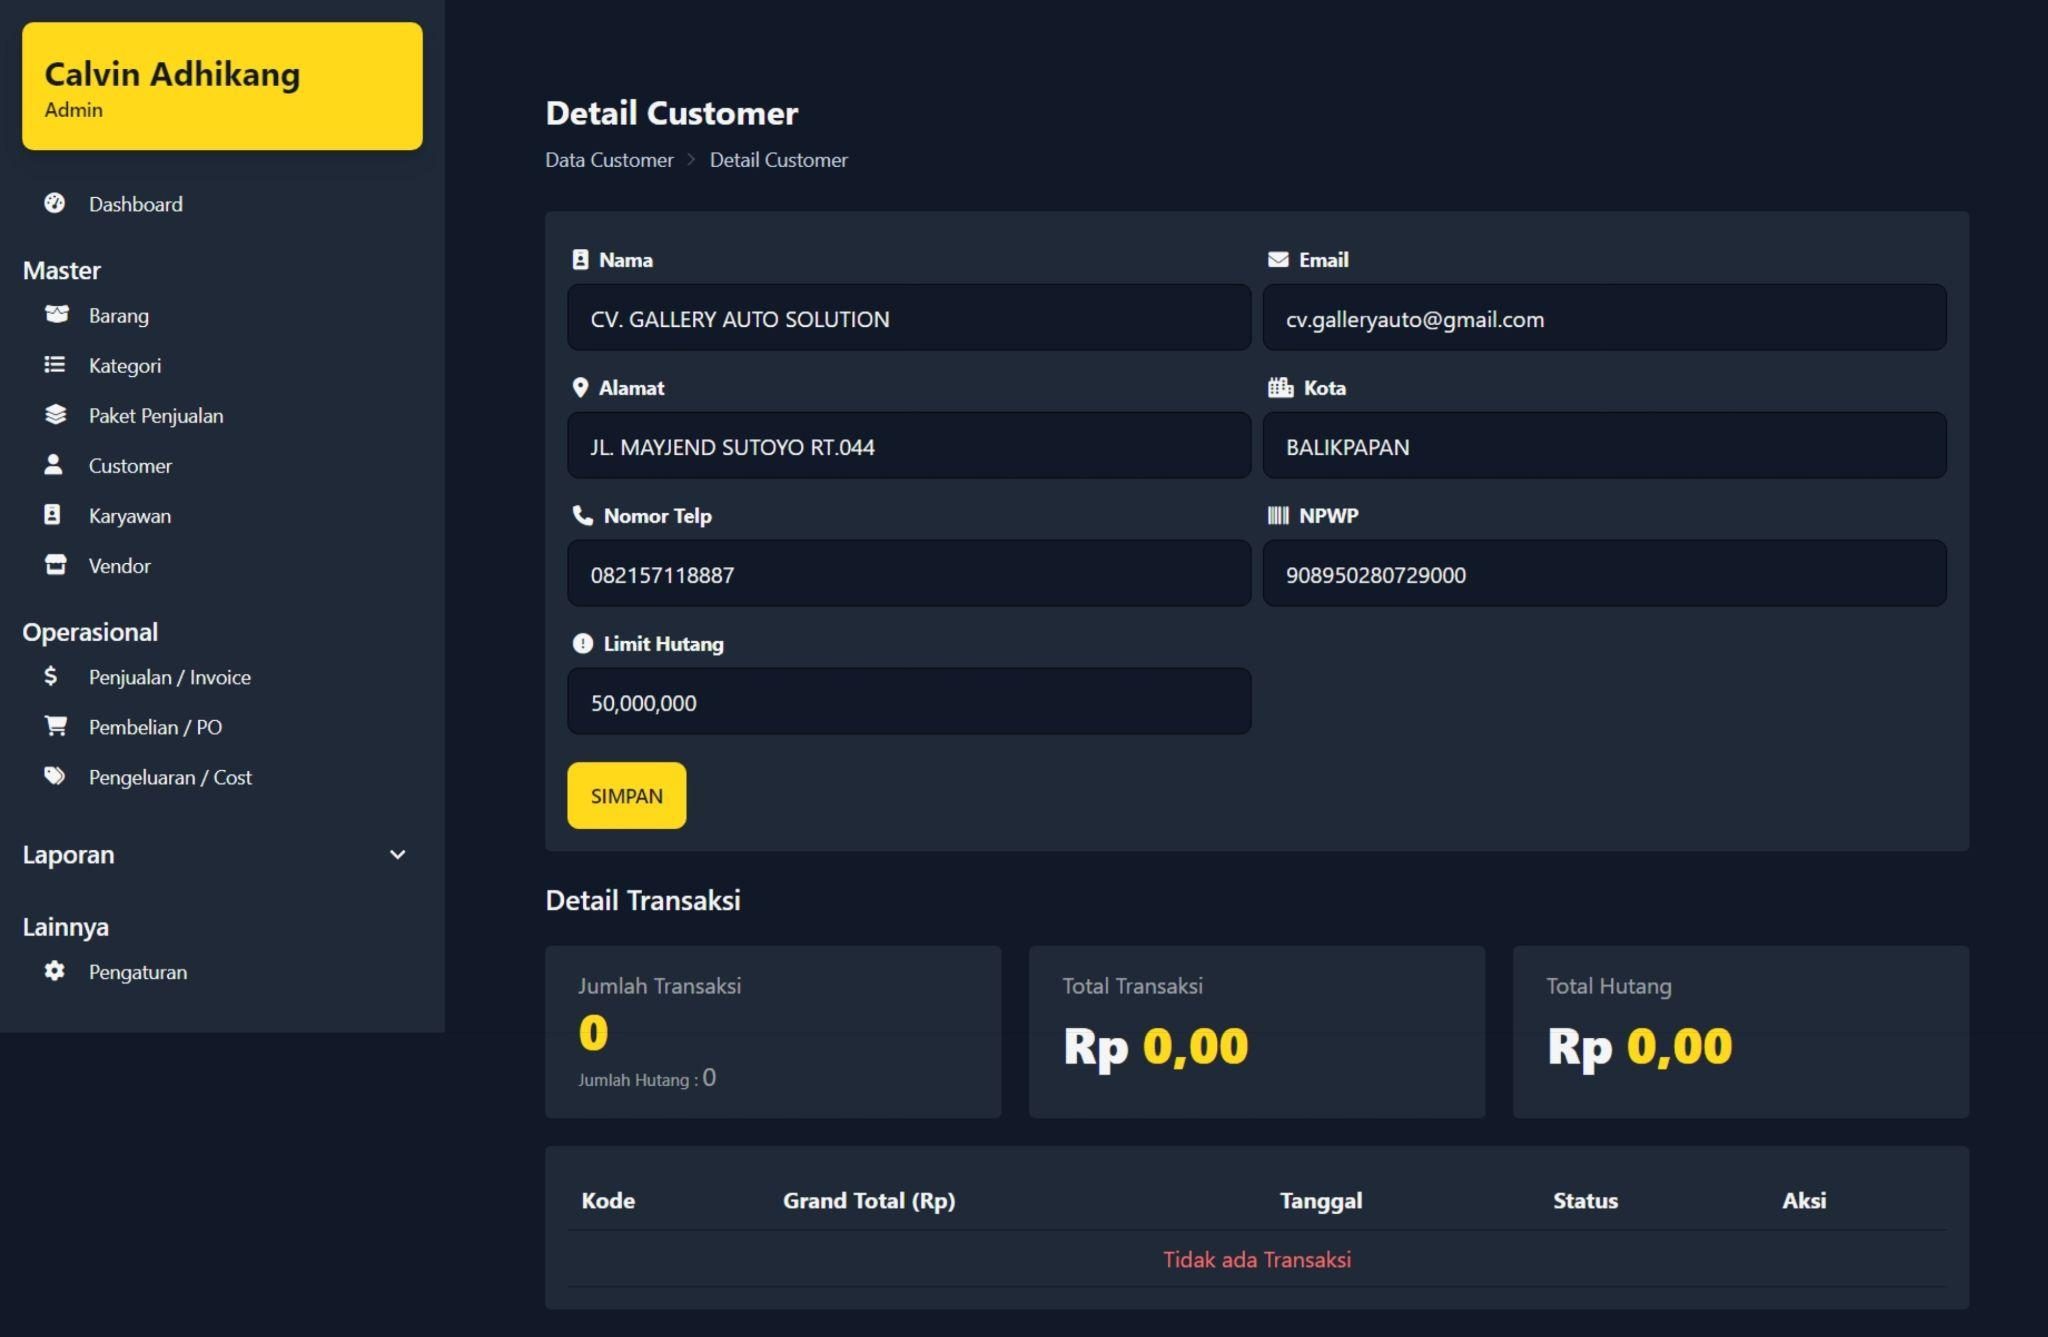 Calvin Adhikang
Admin
Dashboard
Master
Barang
Kategori
Paket Penjualan
Customer
Karyawan
Vendor
Operasional
Penjualan / Invoice
Pembelian / PO
Pengeluaran / Cost
Laporan
Lainnya
Pengaturan
Detail Customer
Data Customer > Detail Customer
Nama
CV. GALLERY AUTO SOLUTION
Email
cv.galleryauto@gmail.com
Alamat
JL. MAYJEND SUTOYO RT.044
Kota
BALIKPAPAN
Nomor Telp
082157118887
NPWP
908950280729000
Limit Hutang
50,000,000
SIMPAN
Detail Transaksi
Jumlah Transaksi
0
Jumlah Hutang : 0
Total Transaksi
Rp 0,00
Total Hutang
Rp 0,00
Kode Grand Total (Rp) Tanggal Status Aksi
Tidak ada Transaksi